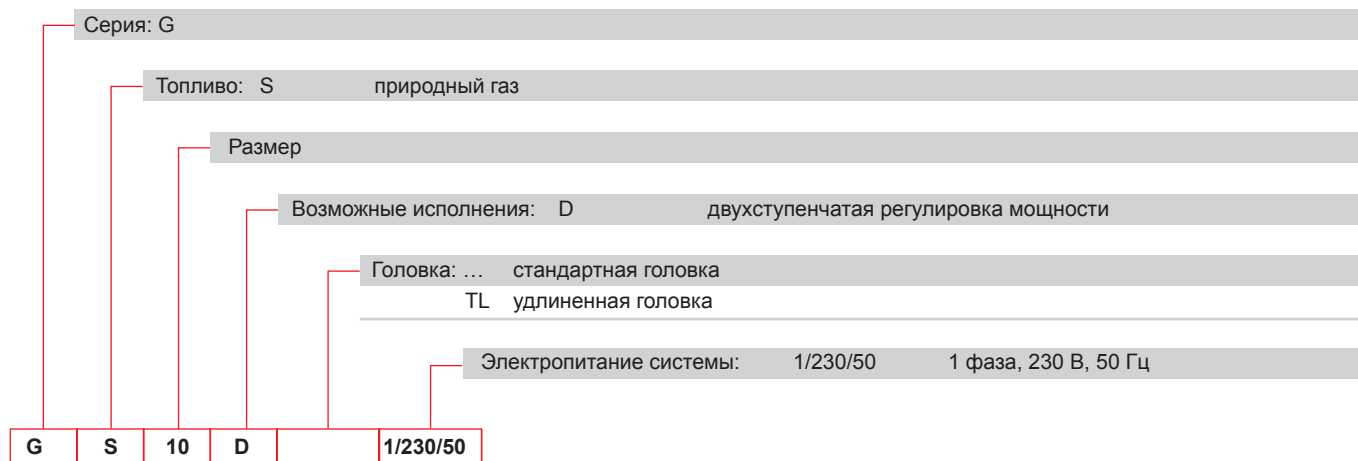 Серия: G
Топливо: S природный газ
Размер
Возможные исполнения: D двухступенчатая регулировка мощности
Головка: … стандартная головка
TL удлиненная головка
Электропитание системы: 1/230/50 1 фаза, 230 В, 50 Гц
G S 10 D 1/230/50